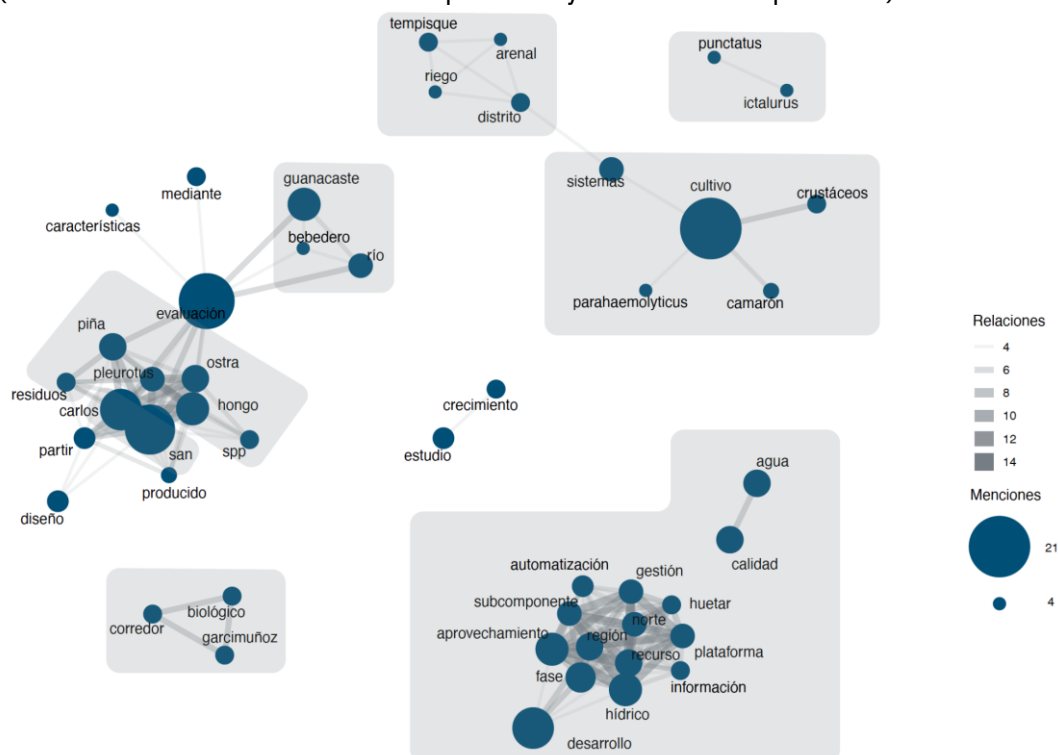 tempisque
arenal
riego
distrito
punctatus
ictalurus
sistemas
cultivo
crustáceos
parahaemolyticus
camarón
guanacaste
bebedero
río
mediante
características
evaluación
piña
ostra
pleurotus
residuos
carlos
hongo
partir
san
spp
producido
diseño
crecimiento
estudio
agua
calidad
automatización
gestión
subcomponente
huetar
norte
aprovechamiento
región
plataforma
recurso
fase
información
hídrico
desarrollo
biológico
corredor
garcimuñoz
Relaciones
4
6
8
10
12
14
Menciones
21
4